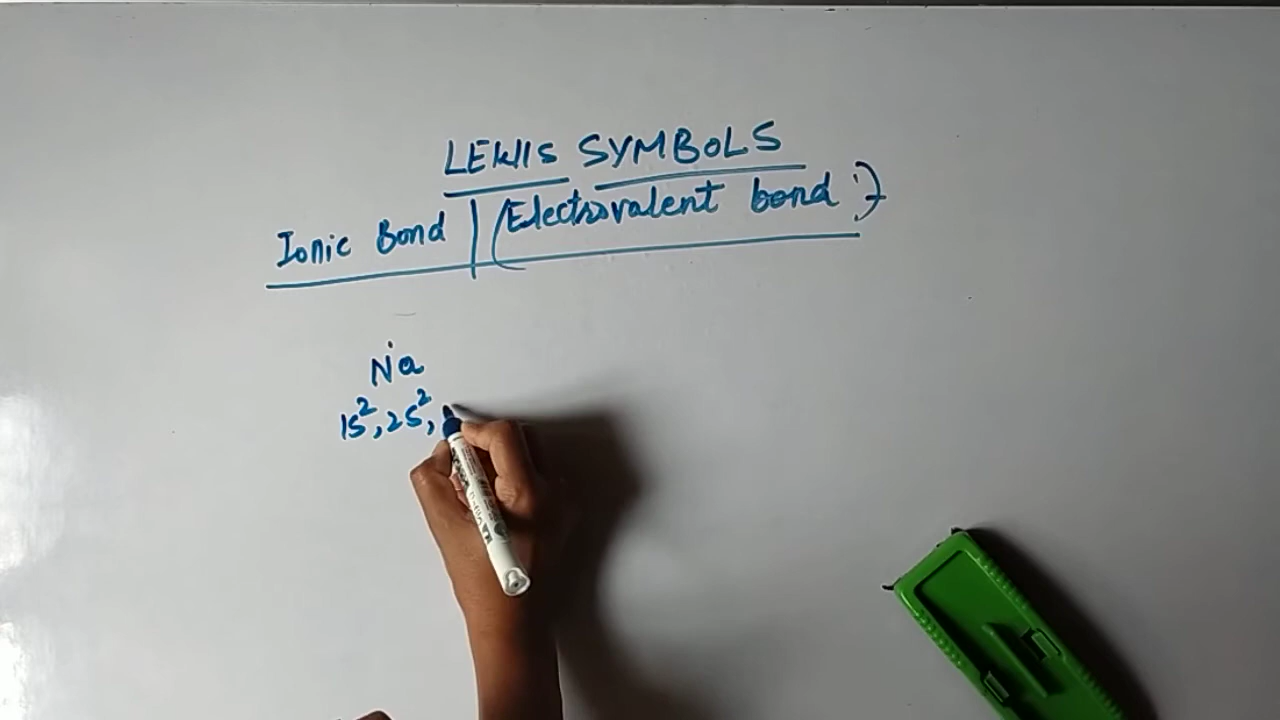 LEWIS SYMBOLS
Ionic Bond | (Electrovalent bond :-)
Na
1s², 2s²,